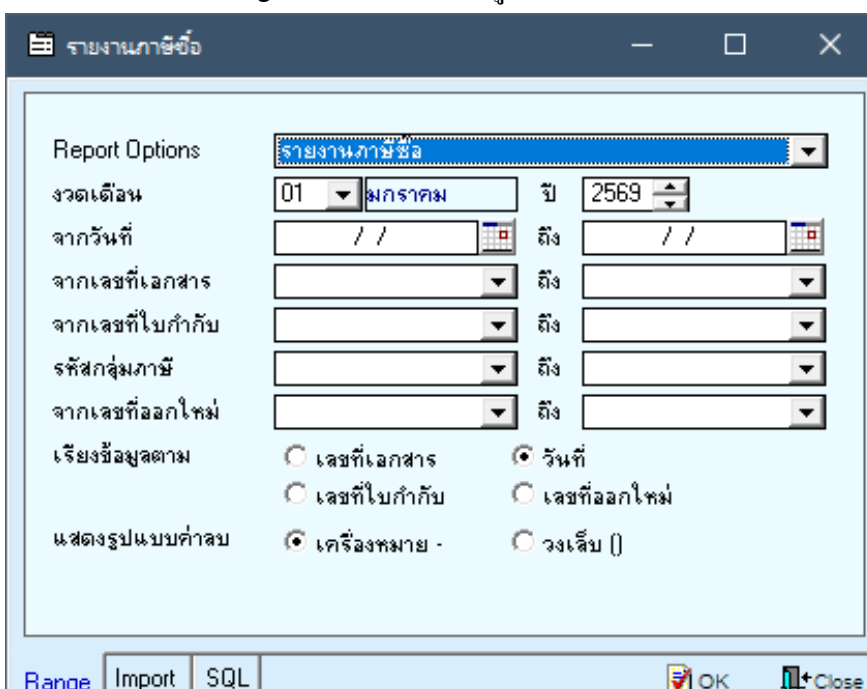 รายงานภาษีซื้อ
Report Options รายงานภาษีซื้อ
งวดเดือน 01 มกราคม ปี 2569
จากวันที่ / / ถึง / /
จากเลขที่เอกสาร ถึง
จากเลขที่ใบกำกับ ถึง
รหัสกลุ่มภาษี ถึง
จากเลขที่ออกใหม่ ถึง
เรียงข้อมูลตาม เลขที่เอกสาร วันที่
เลขที่ใบกำกับ เลขที่ออกใหม่
แสดงรูปแบบค่าลบ เครื่องหมาย - วงเล็บ ()
Range Import SQL OK Close